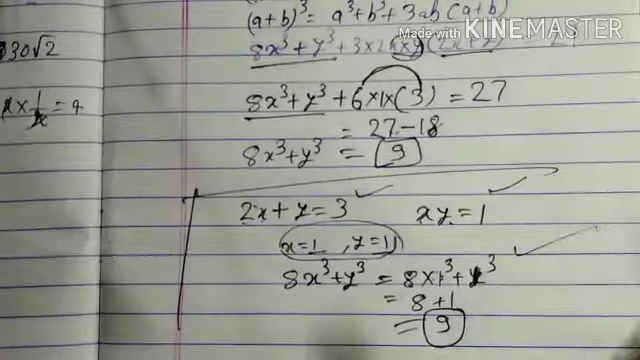 (a+b)³ = a³+b³+3ab(a+b)
Made with KINEMASTER
8x³+y³+3×2x×y(2x+y) =
30√2
8x³+y³+6×1×(3) = 27
x×1/x=4
= 27-18
8x³+y³ = 9
2x+y=3 xy=1
x=1, y=1
8x³+y³ = 8×1³+1³
= 8+1
= 9